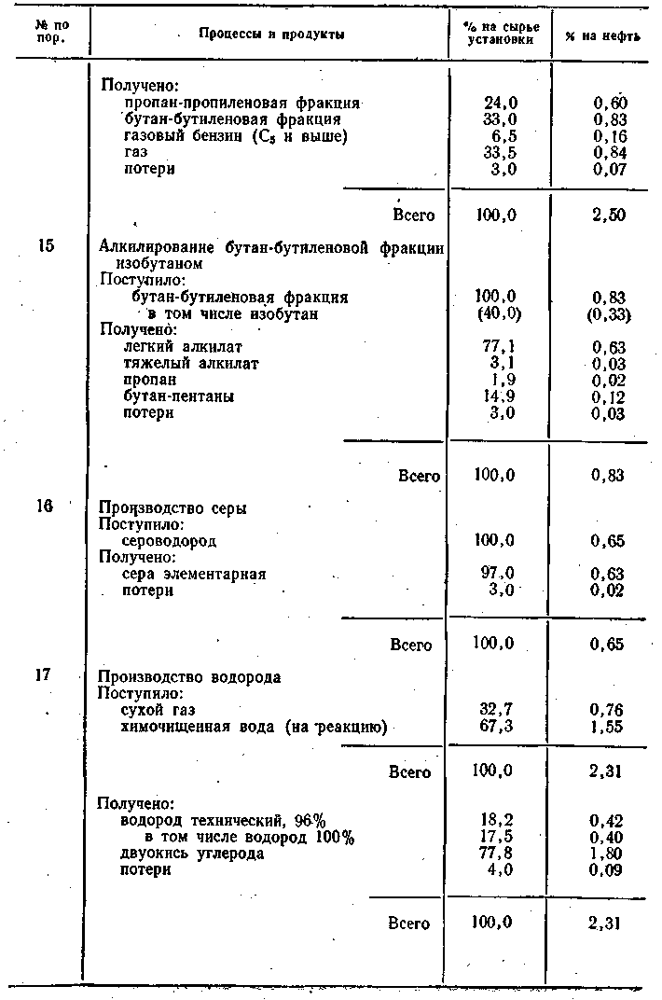 № по пор. Процессы и продукты % на сырье установки % на нефть
Получено:
пропан-пропиленовая фракция 24,0 0,60
бутан-бутиленовая фракция 33,0 0,83
газовый бензин (C₅ и выше) 6,5 0,16
газ 33,5 0,84
потери 3,0 0,07
Всего 100,0 2,50
15 Алкилирование бутан-бутиленовой фракции
изобутаном
Поступило:
бутан-бутиленовая фракция 100,0 0,83
в том числе изобутан (40,0) (0,33)
Получено:
легкий алкилат 77,1 0,63
тяжелый алкилат 3,1 0,03
пропан 1,9 0,02
бутан-пентаны 14,9 0,12
потери 3,0 0,03
Всего 100,0 0,83
16 Производство серы
Поступило:
сероводород 100,0 0,65
Получено:
сера элементарная 97,0 0,63
потери 3,0 0,02
Всего 100,0 0,65
17 Производство водорода
Поступило:
сухой газ 32,7 0,76
химочищенная вода (на реакцию) 67,3 1,55
Всего 100,0 2,31
Получено:
водород технический, 96% 18,2 0,42
в том числе водород 100% 17,5 0,40
двуокись углерода 77,8 1,80
потери 4,0 0,09
Всего 100,0 2,31